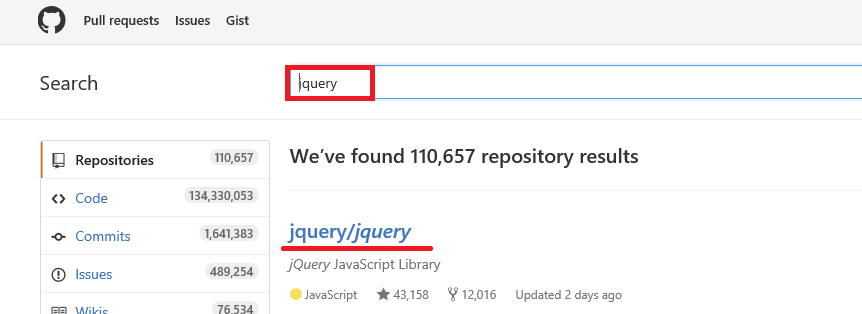 Pull requests Issues Gist
Search
jquery
Repositories 110,657
Code 134,330,053
Commits 1,641,383
Issues 489,254
Wikis 76,534
We've found 110,657 repository results
jquery/jquery
jQuery JavaScript Library
JavaScript 43,158 12,016 Updated 2 days ago